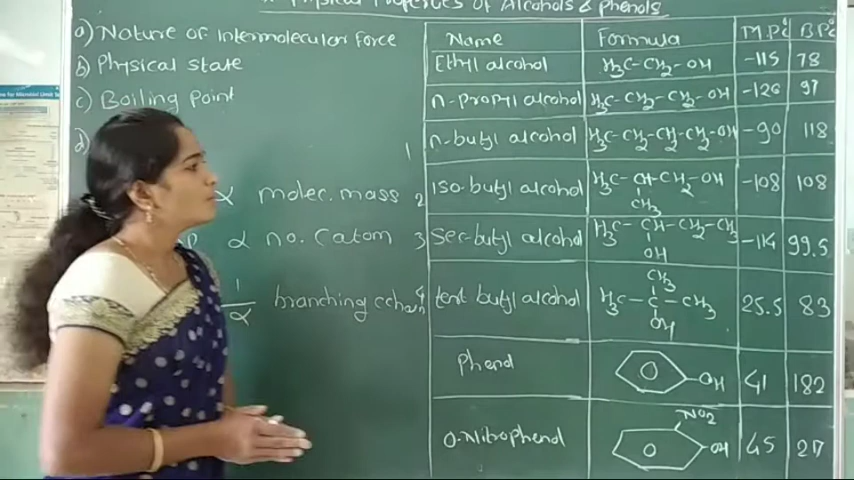 Physical Properties of Alcohols & Phenols
a) Nature of Intermolecular Force
b) Physical state
c) Boiling Point
d)
α molec. mass
α no. C atom
1/α branching c chain
Name Formula M.P.c B.P.c
Ethyl alcohol H3C-CH2-OH -115 78
n-propyl alcohol H3C-CH2-CH2-OH -126 97
1 n-butyl alcohol H3C-CH2-CH2-CH2-OH -90 118
2 iso-butyl alcohol H3C-CH-CH2-OH -108 108
CH3
3 Sec-butyl alcohol H3C-CH-CH2-CH3 -114 99.5
OH
CH3
4 tert butyl alcohol H3C-C-CH3 25.5 83
OH
Phenol -OH 41 182
NO2
O-Nitrophenol -OH 45 217